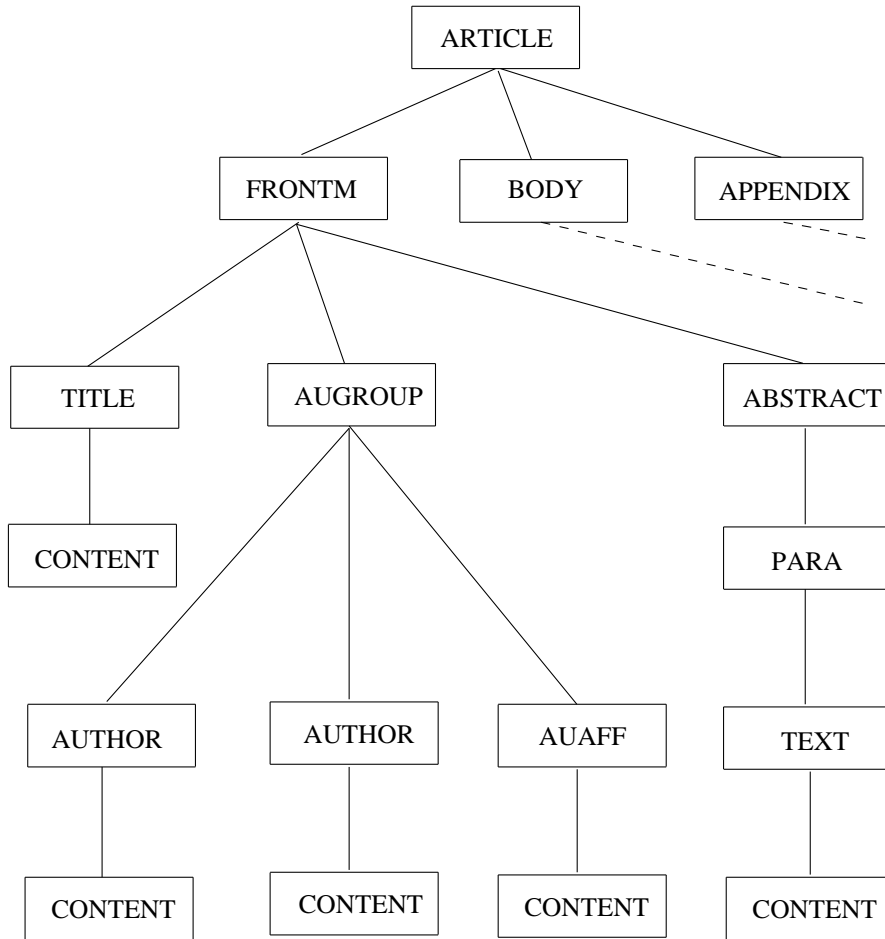 ARTICLE
FRONTM
BODY
APPENDIX
TITLE
AUGROUP
ABSTRACT
CONTENT
PARA
AUTHOR
AUTHOR
AUAFF
TEXT
CONTENT
CONTENT
CONTENT
CONTENT